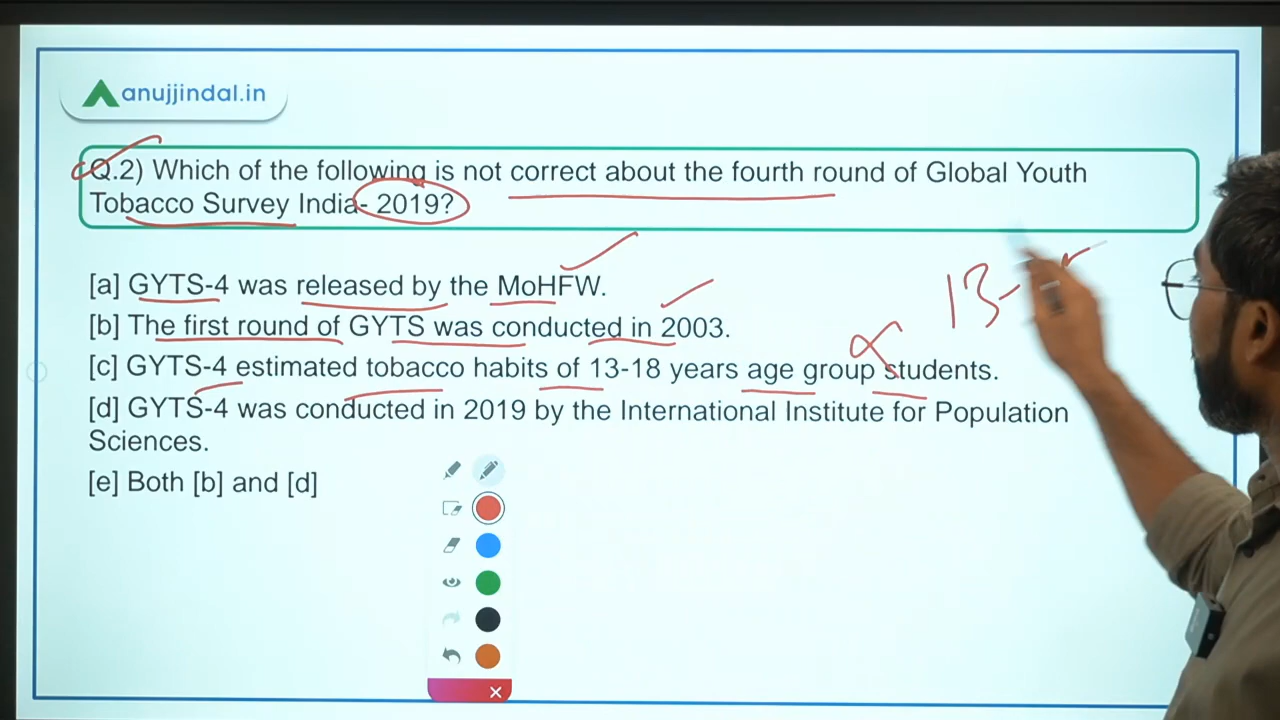 anujjindal.in
Q.2) Which of the following is not correct about the fourth round of Global Youth
Tobacco Survey India- 2019?
[a] GYTS-4 was released by the MoHFW.
[b] The first round of GYTS was conducted in 2003.
[c] GYTS-4 estimated tobacco habits of 13-18 years age group students.
[d] GYTS-4 was conducted in 2019 by the International Institute for Population
Sciences.
[e] Both [b] and [d]
13-